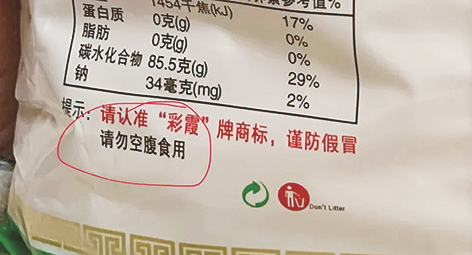 1454千焦(kJ) 17%
蛋白质 0克(g) 0%
脂肪 0克(g) 0%
碳水化合物 85.5克(g) 29%
钠 34毫克(mg) 2%
提示:请认准“彩霞”牌商标,谨防假冒
请勿空腹食用
Don't Litter